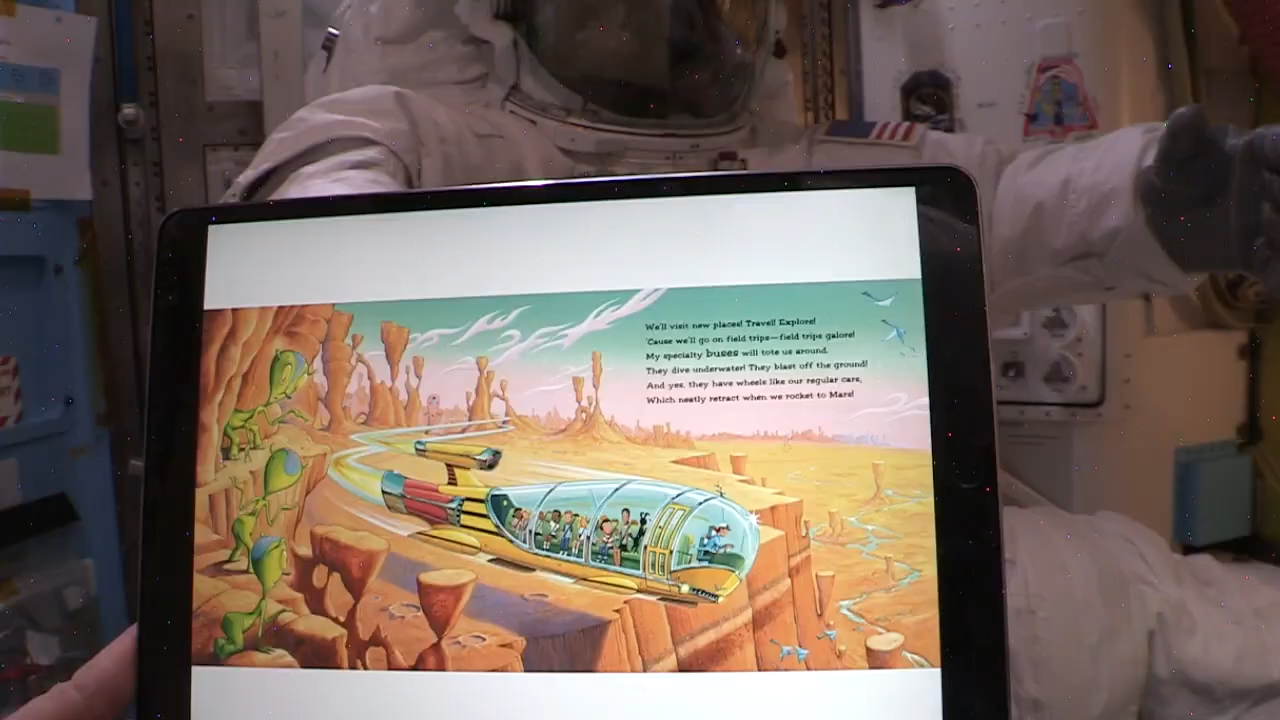 We'll visit new places! Travel! Explore!
'Cause we'll go on field trips—field trips galore!
My specialty buses will tote us around.
They dive underwater! They blast off the ground!
And yes, they have wheels like our regular cars,
Which neatly retract when we rocket to Mars!